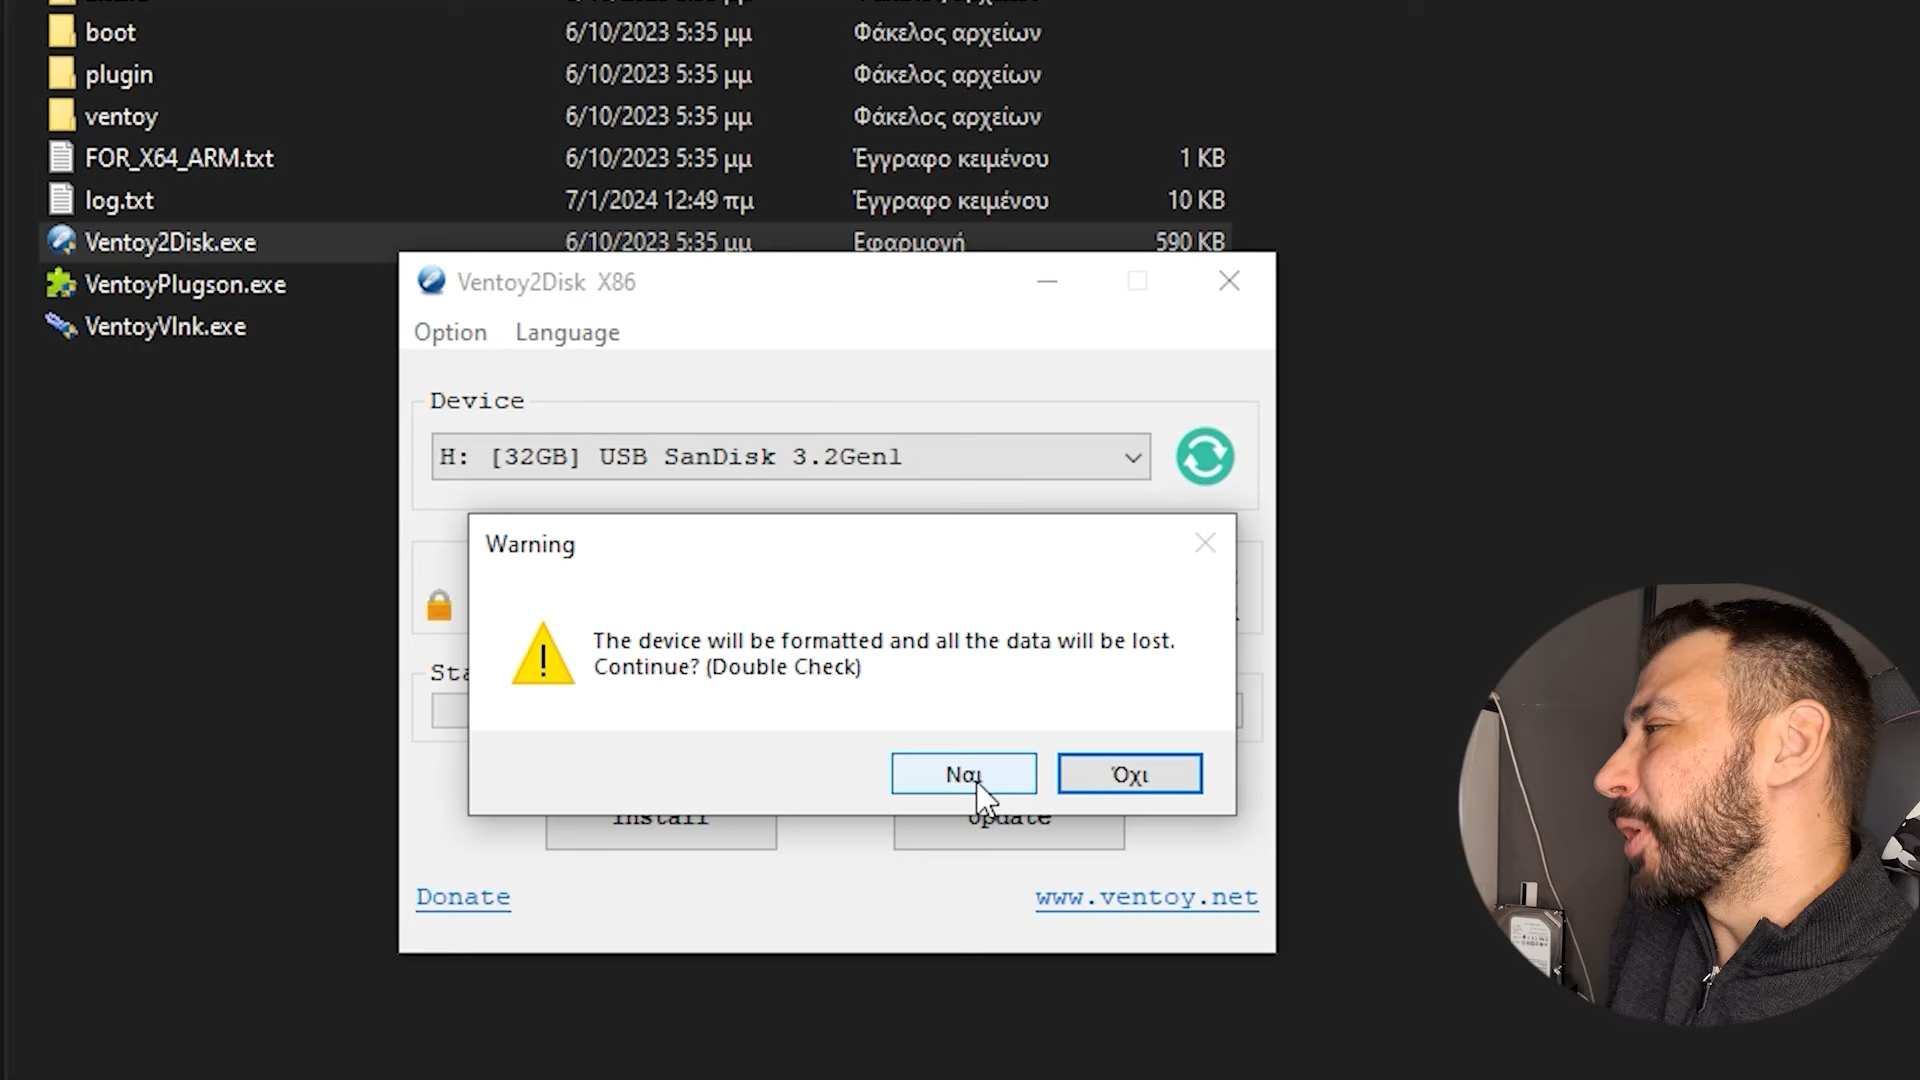 boot 6/10/2023 5:35 μμ Φάκελος αρχείων
plugin 6/10/2023 5:35 μμ Φάκελος αρχείων
ventoy 6/10/2023 5:35 μμ Φάκελος αρχείων
FOR_X64_ARM.txt 6/10/2023 5:35 μμ Έγγραφο κειμένου 1 KB
log.txt 7/1/2024 12:49 πμ Έγγραφο κειμένου 10 KB
Ventoy2Disk.exe 6/10/2023 5:35 μμ Εφαρμογή 590 KB
VentoyPlugson.exe
VentoyVlnk.exe
Ventoy2Disk X86
Option Language
Device
H: [32GB] USB SanDisk 3.2Gen1
Warning
The device will be formatted and all the data will be lost.
Continue? (Double Check)
Ναι Όχι
Install Update
Donate www.ventoy.net